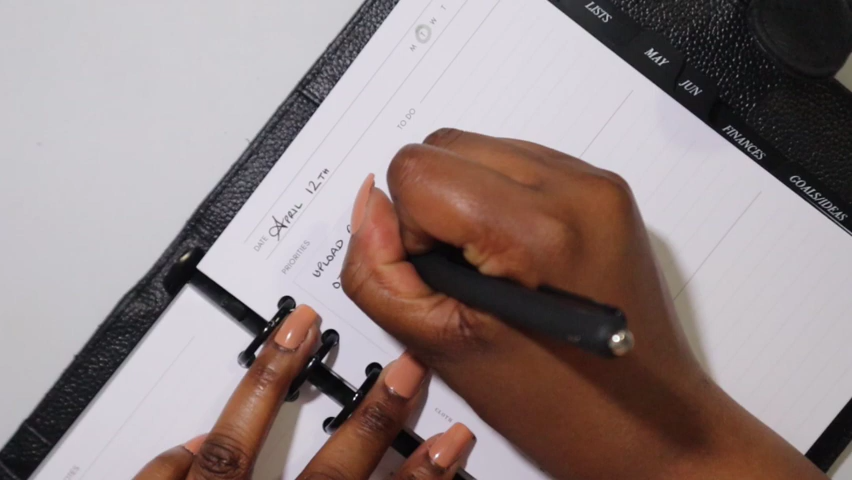 M T W T
DATE APRIL 12TH
PRIORITIES
TO DO
UPLOAD
LISTS
MAY
JUN
FINANCES
GOALS/IDEAS